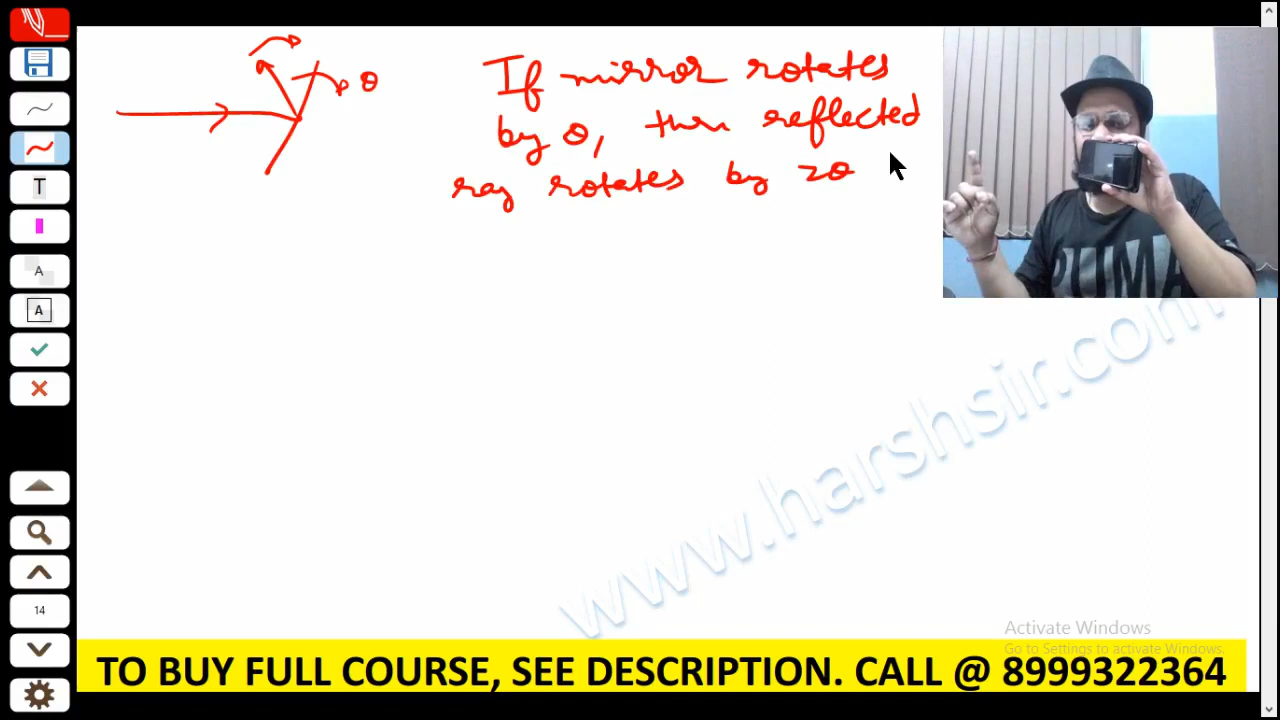 θ
If mirror rotates
by θ, then reflected
ray rotates by 2θ
PUMA
www.harshsir.com
T
A
A
14
Activate Windows
Go to Settings to activate Windows.
TO BUY FULL COURSE, SEE DESCRIPTION. CALL @ 8999322364